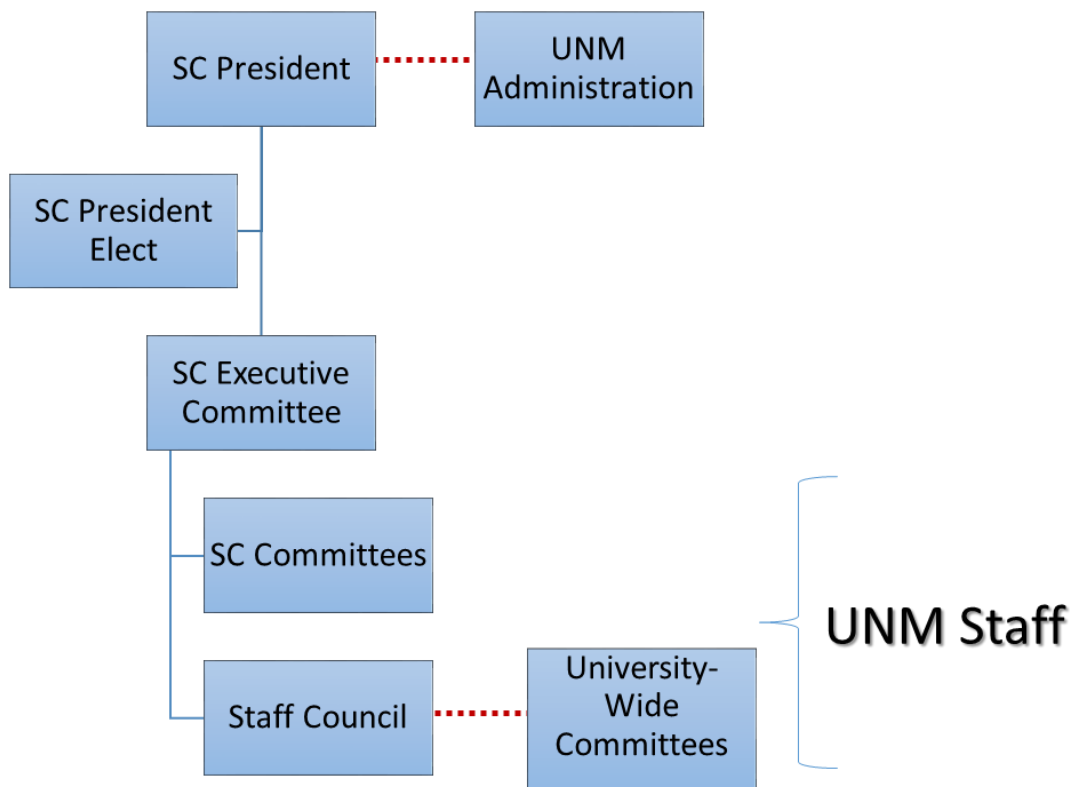 SC President
UNM
Administration
SC President
Elect
SC Executive
Committee
SC Committees
UNM Staff
Staff Council
University-
Wide
Committees